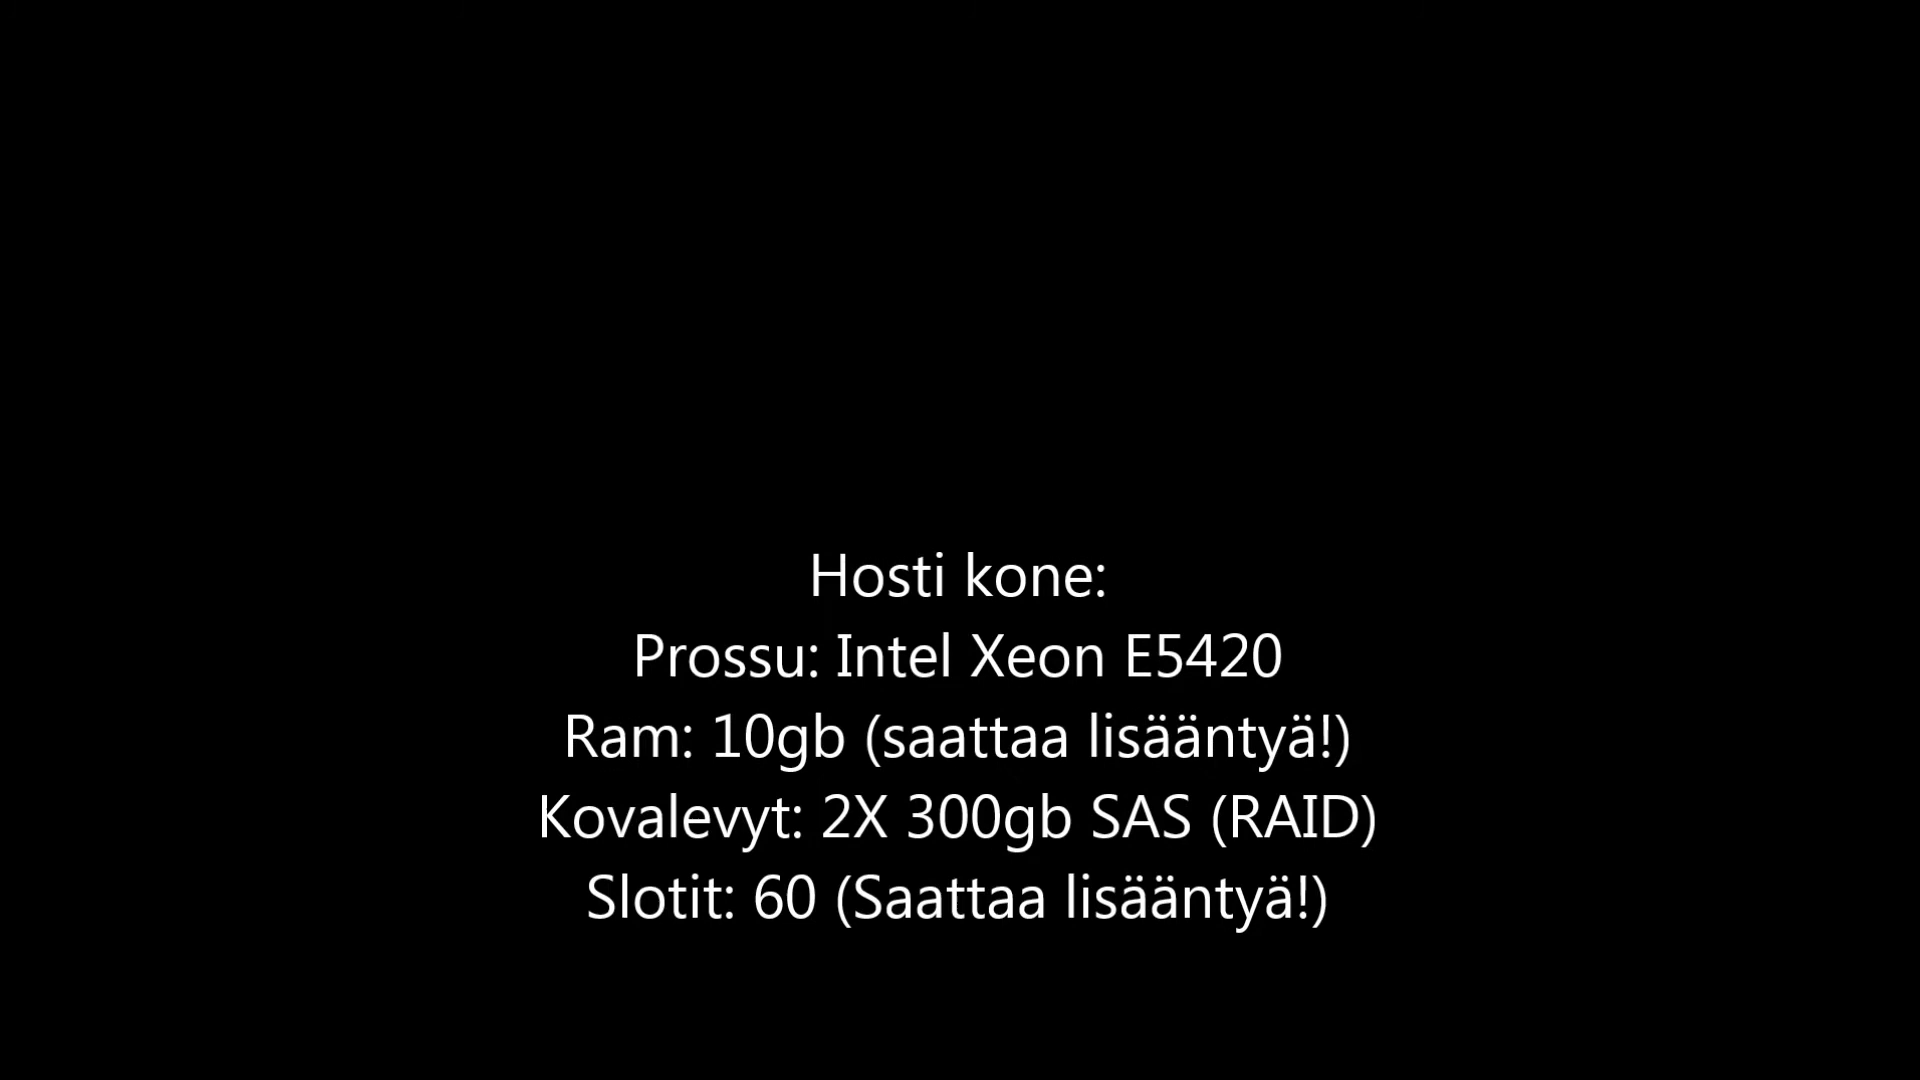 Hosti kone:
Prossu: Intel Xeon E5420
Ram: 10gb (saattaa lisääntyä!)
Kovalevyt: 2X 300gb SAS (RAID)
Slotit: 60 (Saattaa lisääntyä!)